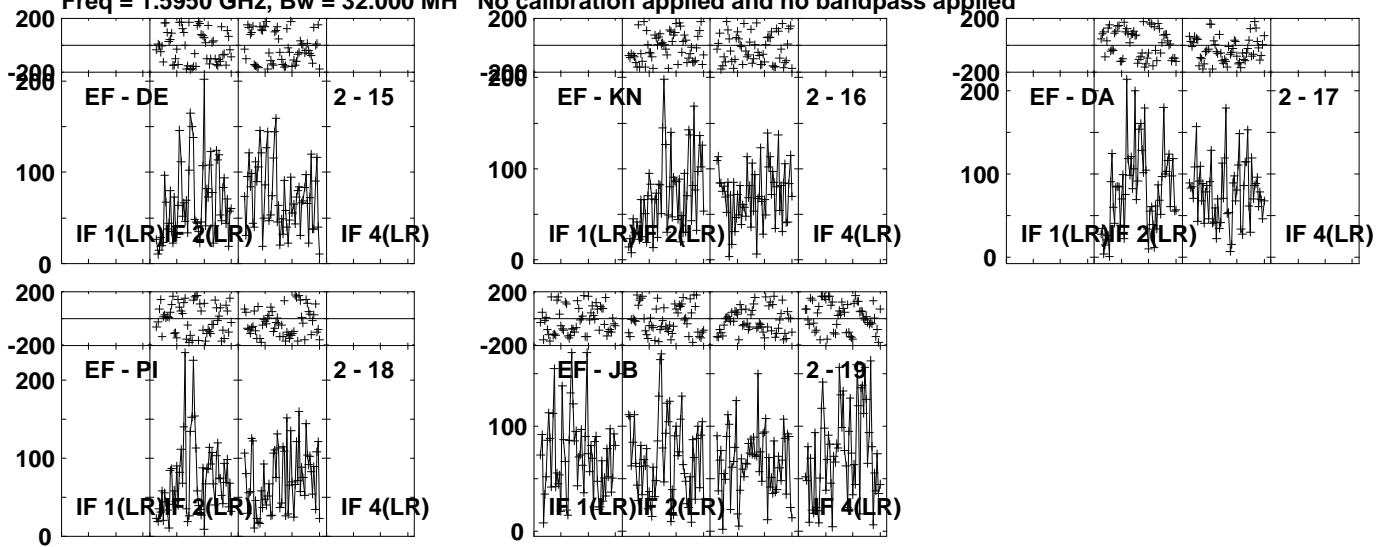 Freq = 1.5950 GHz, Bw = 32.000 MH No calibration applied and no bandpass applied
200
-200
200
100
0
EF - DE
2 - 15
IF 1(LR)
IF 2(LR)
IF 4(LR)
-200
200
100
0
EF - KN
2 - 16
IF 1(LR)
IF 2(LR)
IF 4(LR)
200
-200
200
100
0
EF - DA
2 - 17
IF 1(LR)
IF 2(LR)
IF 4(LR)
200
-200
200
100
0
EF - PI
2 - 18
IF 1(LR)
IF 2(LR)
IF 4(LR)
200
-200
100
0
EF - JB
2 - 19
IF 1(LR)
IF 2(LR)
IF 4(LR)